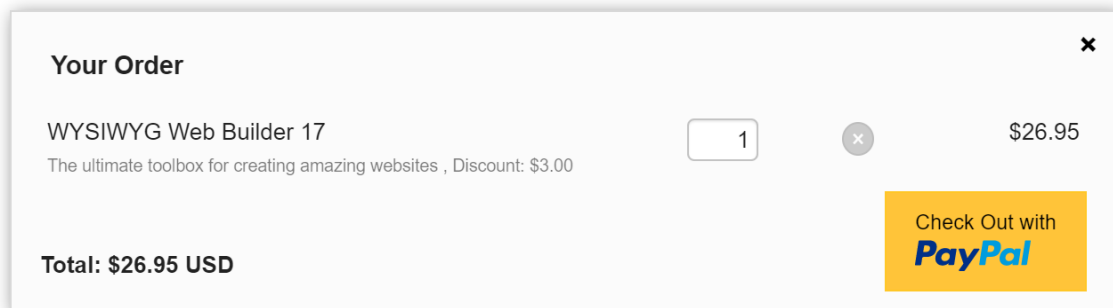 Your Order
WYSIWYG Web Builder 17
1
$26.95
The ultimate toolbox for creating amazing websites , Discount: $3.00
Check Out with
PayPal
Total: $26.95 USD